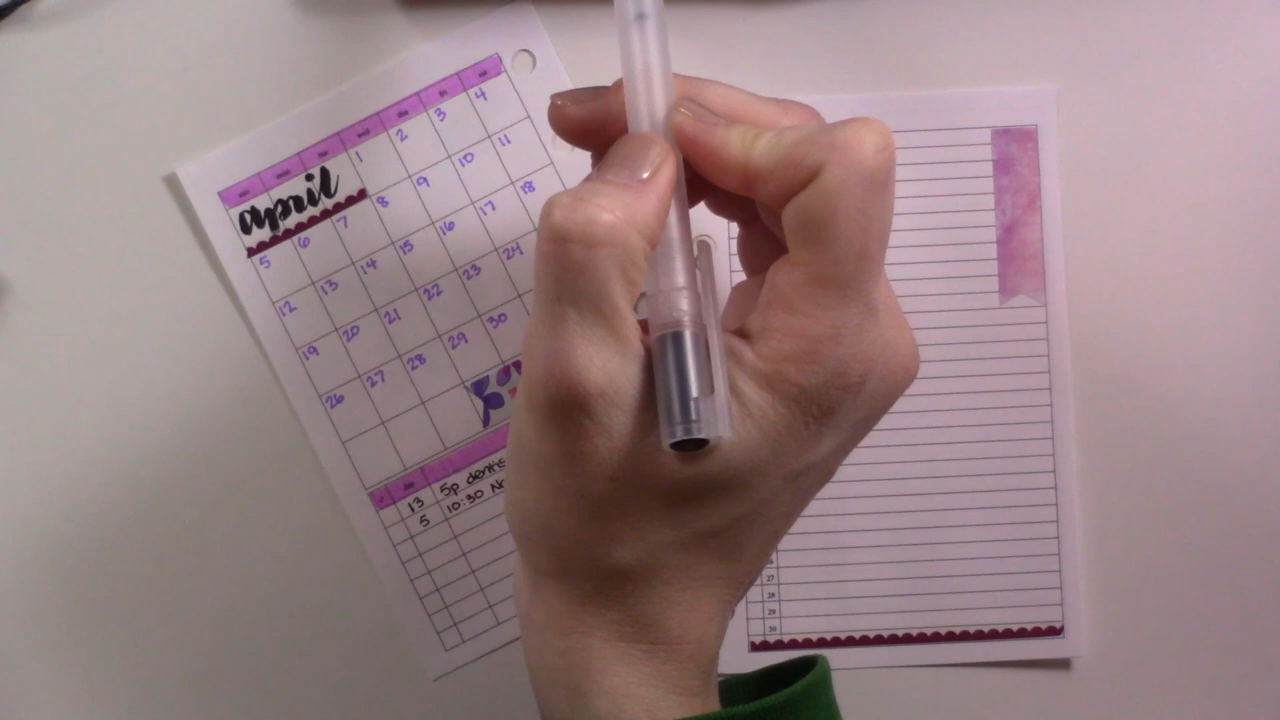 1 2 3 4
april
5 6 7 8 9 10 11
12 13 14 15 16 17 18
19 20 21 22 23 24
26 27 28 29 30
13 5p dentis
5 10:30
27
28
29
30